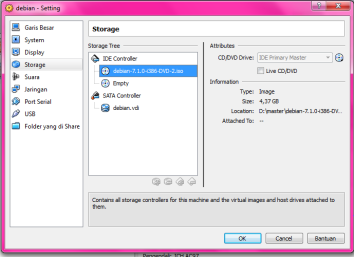 debian - Setting
Garis Besar
System
Display
Storage
Suara
Jaringan
Port Serial
USB
Folder yang di Share
Storage
Storage Tree
IDE Controller
debian-7.1.0-i386-DVD-2.iso
Empty
SATA Controller
debian.vdi
Attributes
CD/DVD Drive: IDE Primary Master
Live CD/DVD
Information
Type: Image
Size: 4,37 GB
Location: D:\master\debian-7.1.0-i386-DV...
Attached To: --
Contains all storage controllers for this machine and the virtual images and host drives attached to
them.
OK Cancel Bantuan
Pengendali: ICH AC97